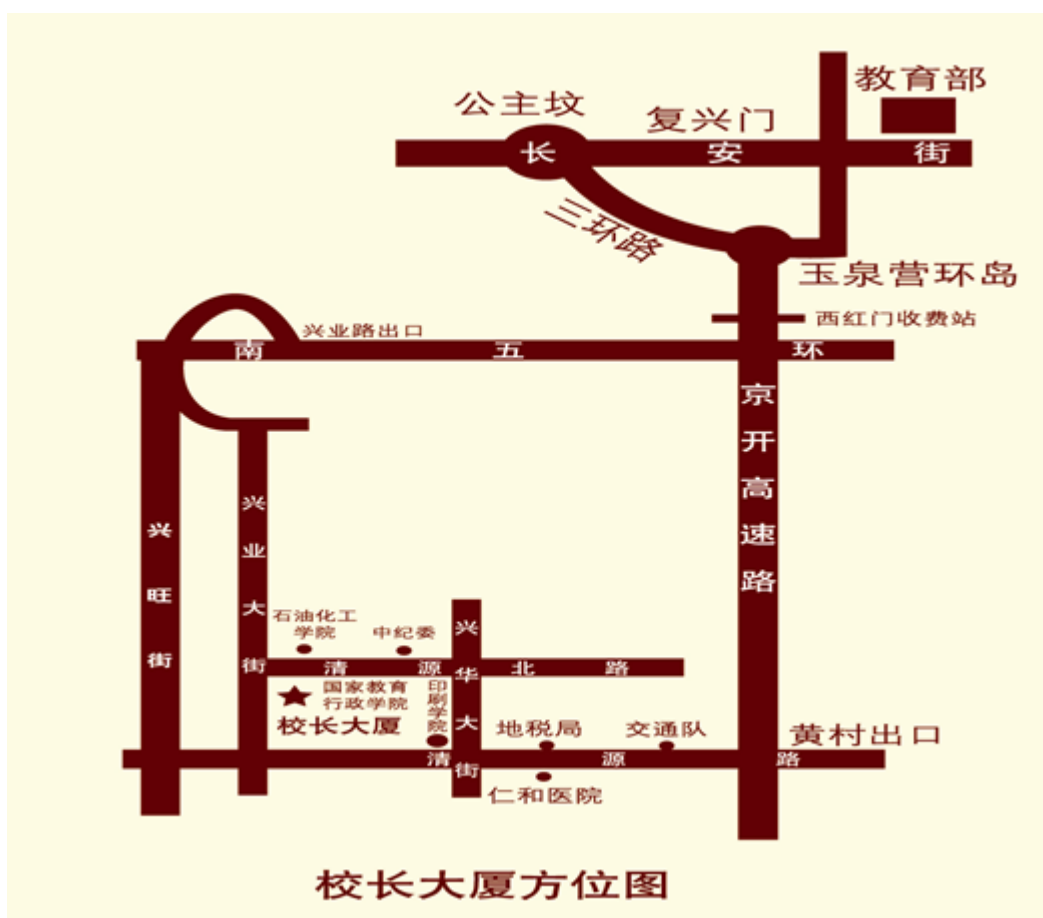 教育部
公主坟
复兴门
长安街
三环路
玉泉营环岛
西红门收费站
兴业路出口
南五环
京开高速路
兴旺街
兴业大街
石油化工
学院
中纪委
兴华大街
清源北路
国家教育
行政学院
印刷学院
校长大厦
地税局
交通队
黄村出口
清源路
仁和医院
校长大厦方位图